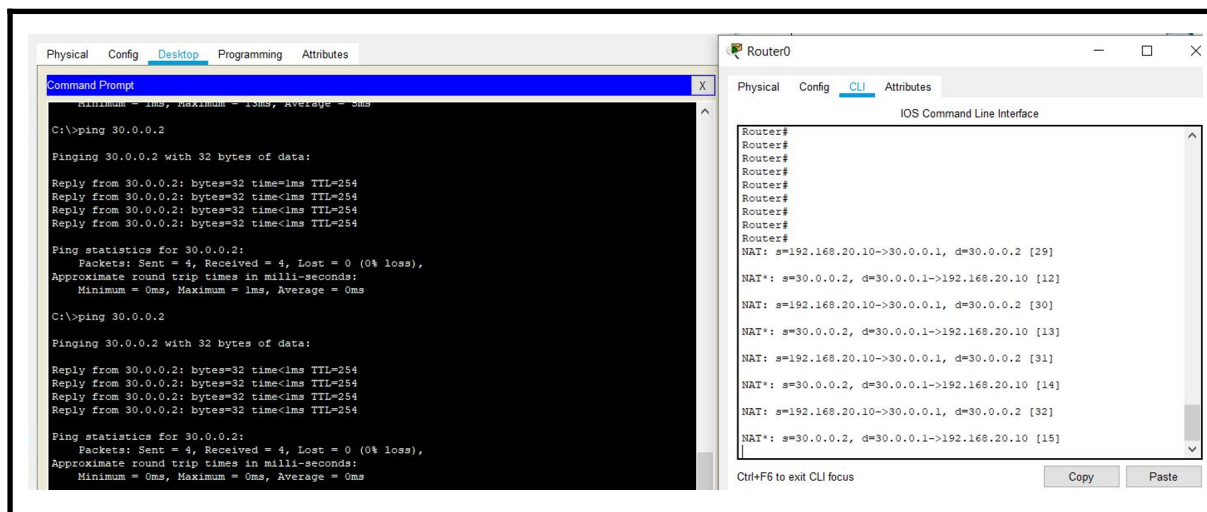 Physical Config Desktop Programming Attributes
Command Prompt X
Minimum = 1ms, Maximum = 13ms, Average = 5ms
C:\>ping 30.0.0.2
Pinging 30.0.0.2 with 32 bytes of data:
Reply from 30.0.0.2: bytes=32 time=1ms TTL=254
Reply from 30.0.0.2: bytes=32 time<1ms TTL=254
Reply from 30.0.0.2: bytes=32 time<1ms TTL=254
Reply from 30.0.0.2: bytes=32 time<1ms TTL=254
Ping statistics for 30.0.0.2:
Packets: Sent = 4, Received = 4, Lost = 0 (0% loss),
Approximate round trip times in milli-seconds:
Minimum = 0ms, Maximum = 1ms, Average = 0ms
C:\>ping 30.0.0.2
Pinging 30.0.0.2 with 32 bytes of data:
Reply from 30.0.0.2: bytes=32 time<1ms TTL=254
Reply from 30.0.0.2: bytes=32 time<1ms TTL=254
Reply from 30.0.0.2: bytes=32 time<1ms TTL=254
Reply from 30.0.0.2: bytes=32 time<1ms TTL=254
Ping statistics for 30.0.0.2:
Packets: Sent = 4, Received = 4, Lost = 0 (0% loss),
Approximate round trip times in milli-seconds:
Minimum = 0ms, Maximum = 0ms, Average = 0ms
Router0
Physical Config CLI Attributes
IOS Command Line Interface
Router#
Router#
Router#
Router#
Router#
Router#
Router#
Router#
Router#
NAT: s=192.168.20.10->30.0.0.1, d=30.0.0.2 [29]
NAT*: s=30.0.0.2, d=30.0.0.1->192.168.20.10 [12]
NAT: s=192.168.20.10->30.0.0.1, d=30.0.0.2 [30]
NAT*: s=30.0.0.2, d=30.0.0.1->192.168.20.10 [13]
NAT: s=192.168.20.10->30.0.0.1, d=30.0.0.2 [31]
NAT*: s=30.0.0.2, d=30.0.0.1->192.168.20.10 [14]
NAT: s=192.168.20.10->30.0.0.1, d=30.0.0.2 [32]
NAT*: s=30.0.0.2, d=30.0.0.1->192.168.20.10 [15]
Ctrl+F6 to exit CLI focus Copy Paste